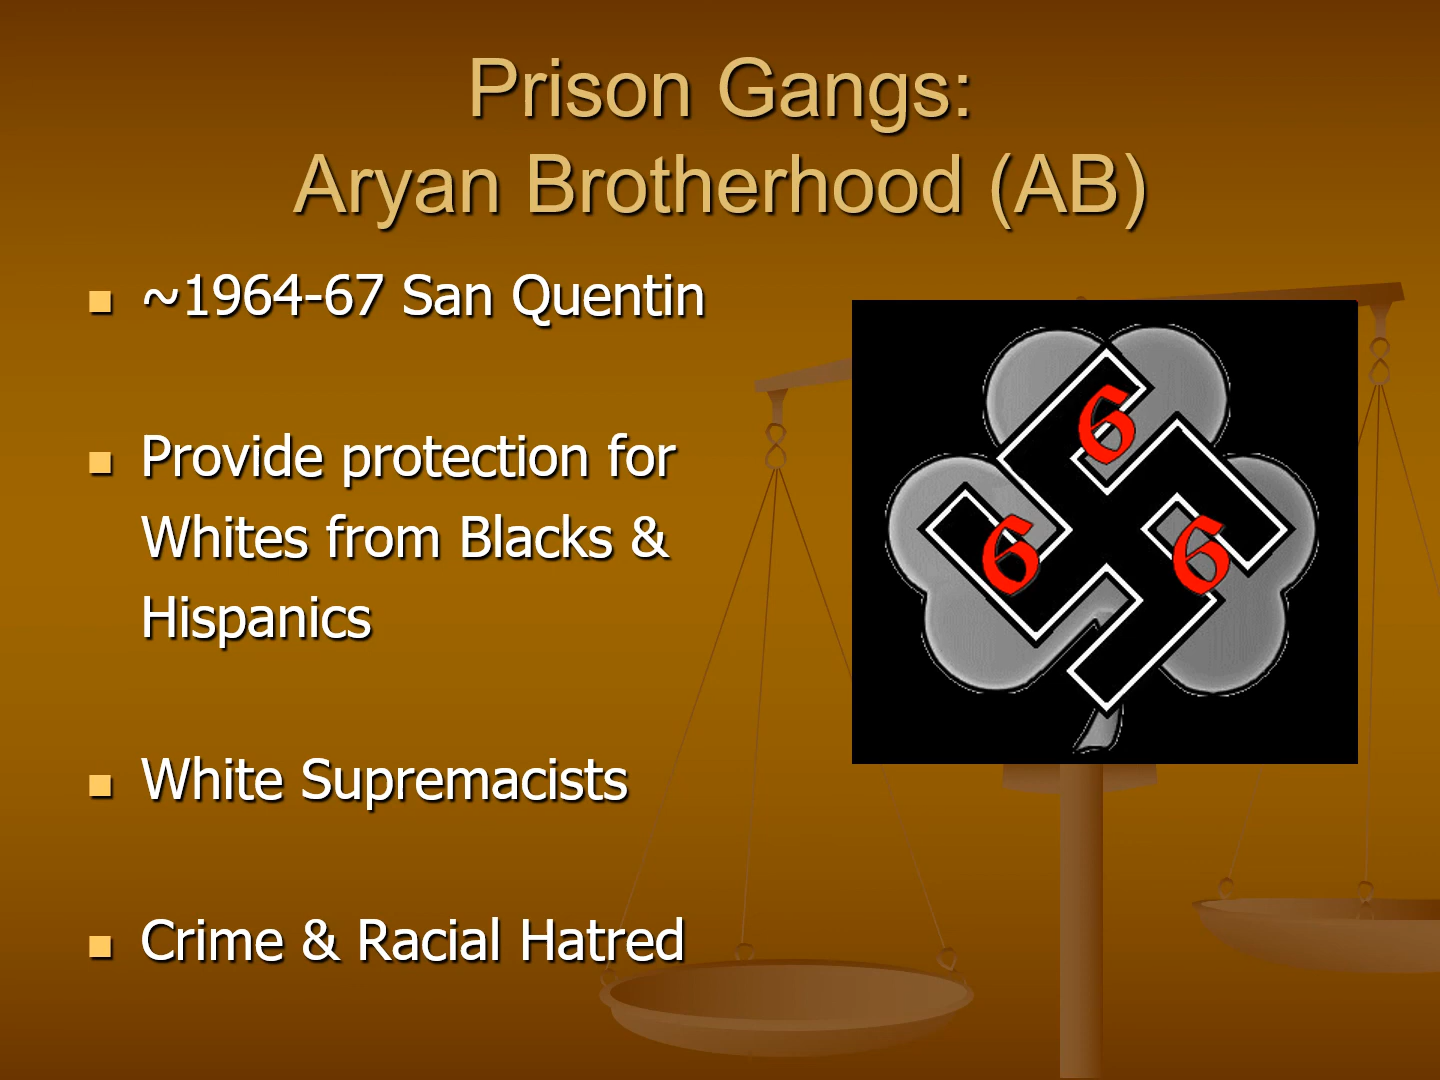 Prison Gangs:
Aryan Brotherhood (AB)
~1964-67 San Quentin
Provide protection for
Whites from Blacks &
Hispanics
White Supremacists
Crime & Racial Hatred
6
6 6